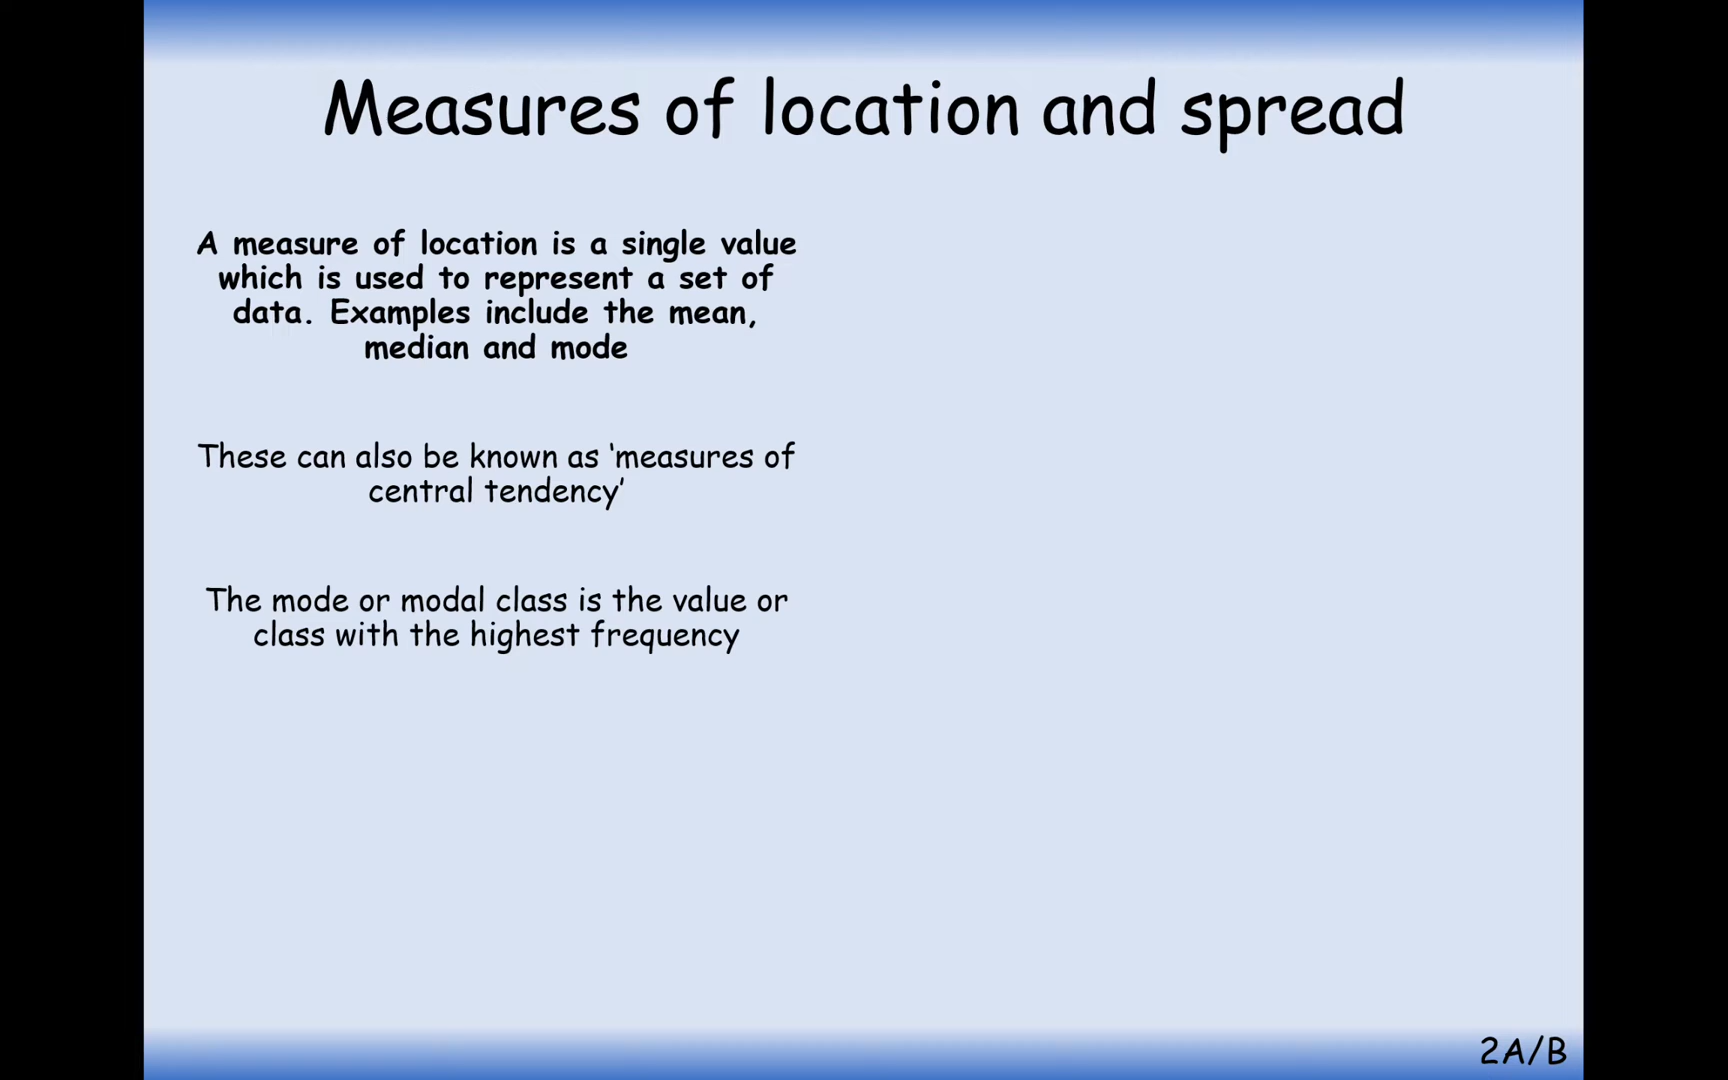 Measures of location and spread
A measure of location is a single value
which is used to represent a set of
data. Examples include the mean,
median and mode
These can also be known as ‘measures of
central tendency’
The mode or modal class is the value or
class with the highest frequency
2A/B